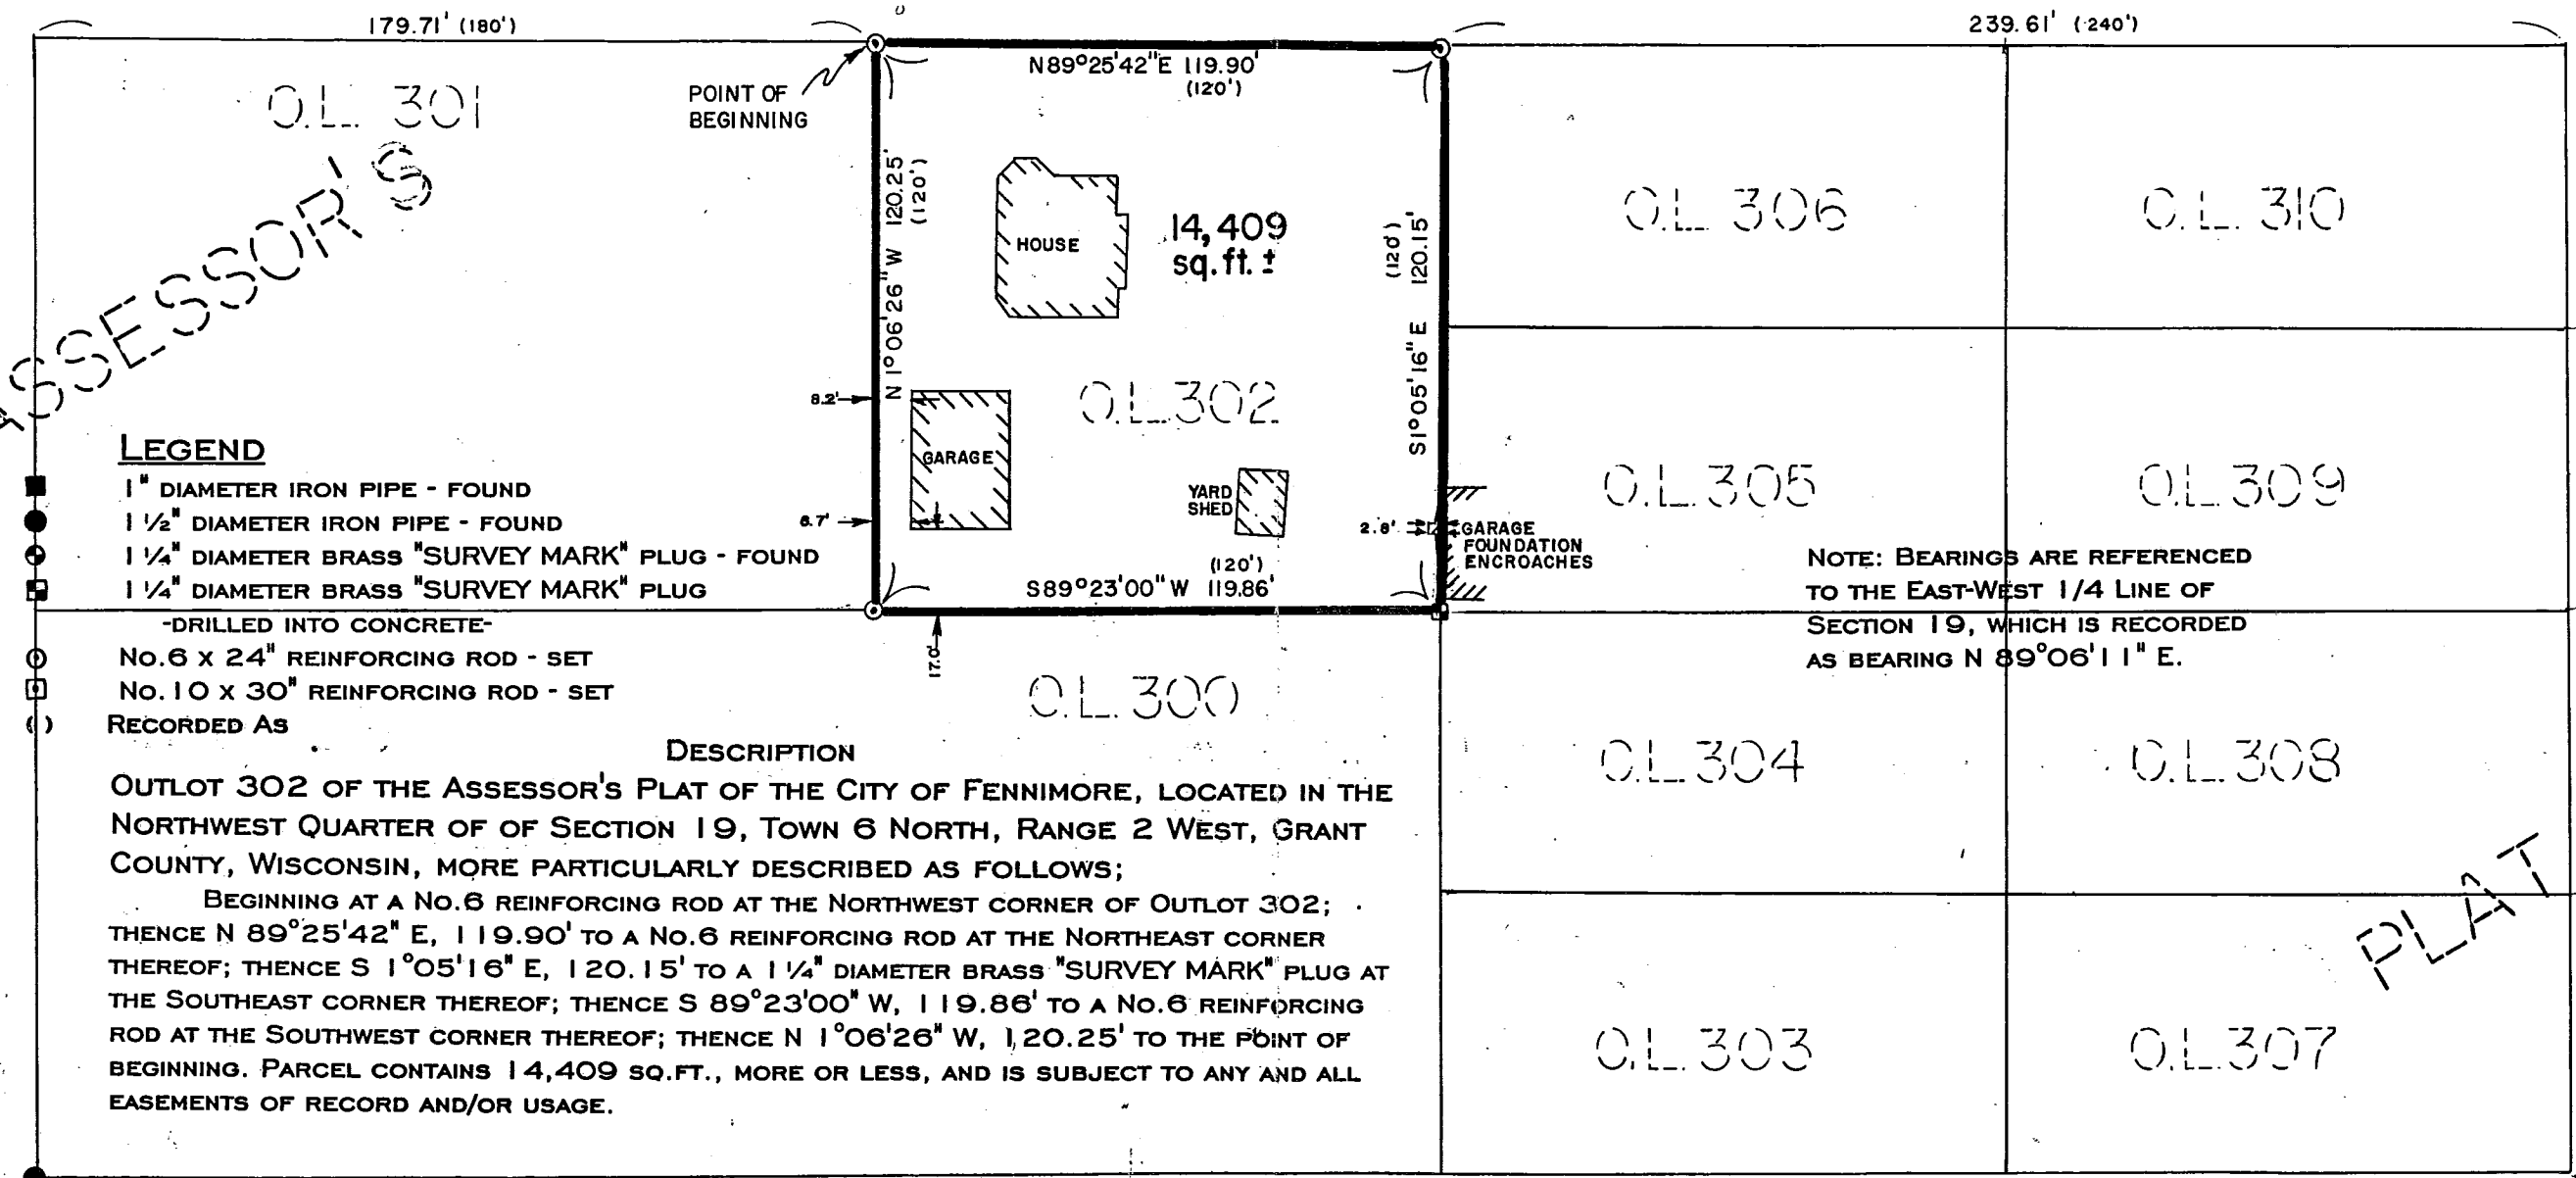 179.71' (180')
239.61' (240')
N89°25'42"E 119.90'
(120')
POINT OF
BEGINNING
O.L. 301
ASSESSOR'S
N 1°06'26" W 120.25'
(120')
HOUSE
14,409
sq. ft. ±
(120')
S1°05'16" E 120.15'
O.L. 306
O.L. 310
8.2'
O.L. 302
GARAGE
YARD
SHED
2.8'
GARAGE
FOUNDATION
ENCROACHES
O.L. 305
O.L. 309
(120')
S89°23'00" W 119.86'
17.0'
LEGEND
1" DIAMETER IRON PIPE - FOUND
1 1/2" DIAMETER IRON PIPE - FOUND
1 1/4" DIAMETER BRASS "SURVEY MARK" PLUG - FOUND
1 1/4" DIAMETER BRASS "SURVEY MARK" PLUG
-DRILLED INTO CONCRETE-
No.6 X 24" REINFORCING ROD - SET
No.10 X 30" REINFORCING ROD - SET
( ) RECORDED AS
NOTE: BEARINGS ARE REFERENCED
TO THE EAST-WEST 1/4 LINE OF
SECTION 19, WHICH IS RECORDED
AS BEARING N 89°06'11" E.
O.L. 300
O.L. 304
O.L. 308
DESCRIPTION
OUTLOT 302 OF THE ASSESSOR'S PLAT OF THE CITY OF FENNIMORE, LOCATED IN THE
NORTHWEST QUARTER OF OF SECTION 19, TOWN 6 NORTH, RANGE 2 WEST, GRANT
COUNTY, WISCONSIN, MORE PARTICULARLY DESCRIBED AS FOLLOWS;
BEGINNING AT A No.6 REINFORCING ROD AT THE NORTHWEST CORNER OF OUTLOT 302;
THENCE N 89°25'42" E, 119.90' TO A No.6 REINFORCING ROD AT THE NORTHEAST CORNER
THEREOF; THENCE S 1°05'16" E, 120.15' TO A 1 1/4" DIAMETER BRASS "SURVEY MARK" PLUG AT
THE SOUTHEAST CORNER THEREOF; THENCE S 89°23'00" W, 119.86' TO A No.6 REINFORCING
ROD AT THE SOUTHWEST CORNER THEREOF; THENCE N 1°06'26" W, 120.25' TO THE POINT OF
BEGINNING. PARCEL CONTAINS 14,409 SQ.FT., MORE OR LESS, AND IS SUBJECT TO ANY AND ALL
EASEMENTS OF RECORD AND/OR USAGE.
PLAT
O.L. 303
O.L. 307